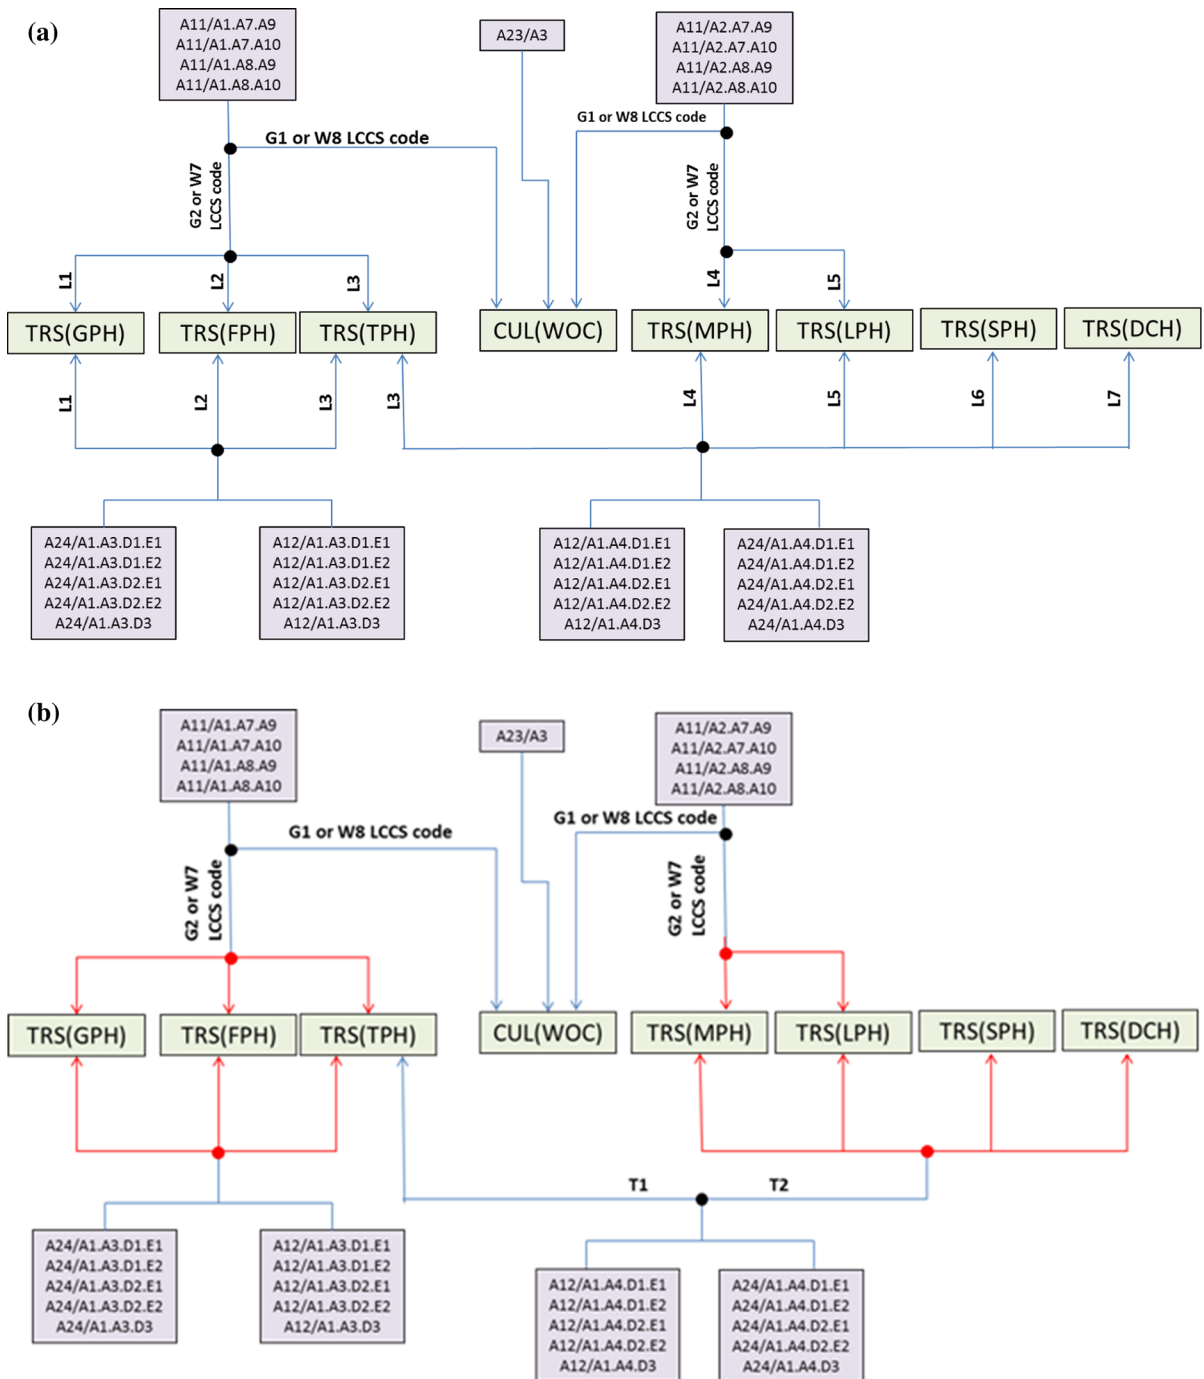 (a)
A11/A1.A7.A9
A11/A1.A7.A10
A11/A1.A8.A9
A11/A1.A8.A10
A23/A3
A11/A2.A7.A9
A11/A2.A7.A10
A11/A2.A8.A9
A11/A2.A8.A10
G1 or W8 LCCS code
G1 or W8 LCCS code
G2 or W7
LCCS code
G2 or W7
LCCS code
L1
L2
L3
L4
L5
TRS(GPH)
TRS(FPH)
TRS(TPH)
CUL(WOC)
TRS(MPH)
TRS(LPH)
TRS(SPH)
TRS(DCH)
L1
L2
L3
L3
L4
L5
L6
L7
A24/A1.A3.D1.E1
A24/A1.A3.D1.E2
A24/A1.A3.D2.E1
A24/A1.A3.D2.E2
A24/A1.A3.D3
A12/A1.A3.D1.E1
A12/A1.A3.D1.E2
A12/A1.A3.D2.E1
A12/A1.A3.D2.E2
A12/A1.A3.D3
A12/A1.A4.D1.E1
A12/A1.A4.D1.E2
A12/A1.A4.D2.E1
A12/A1.A4.D2.E2
A12/A1.A4.D3
A24/A1.A4.D1.E1
A24/A1.A4.D1.E2
A24/A1.A4.D2.E1
A24/A1.A4.D2.E2
A24/A1.A4.D3
(b)
A11/A1.A7.A9
A11/A1.A7.A10
A11/A1.A8.A9
A11/A1.A8.A10
A23/A3
A11/A2.A7.A9
A11/A2.A7.A10
A11/A2.A8.A9
A11/A2.A8.A10
G1 or W8 LCCS code
G1 or W8 LCCS code
G2 or W7
LCCS code
G2 or W7
LCCS code
TRS(GPH)
TRS(FPH)
TRS(TPH)
CUL(WOC)
TRS(MPH)
TRS(LPH)
TRS(SPH)
TRS(DCH)
T1
T2
A24/A1.A3.D1.E1
A24/A1.A3.D1.E2
A24/A1.A3.D2.E1
A24/A1.A3.D2.E2
A24/A1.A3.D3
A12/A1.A3.D1.E1
A12/A1.A3.D1.E2
A12/A1.A3.D2.E1
A12/A1.A3.D2.E2
A12/A1.A3.D3
A12/A1.A4.D1.E1
A12/A1.A4.D1.E2
A12/A1.A4.D2.E1
A12/A1.A4.D2.E2
A12/A1.A4.D3
A24/A1.A4.D1.E1
A24/A1.A4.D1.E2
A24/A1.A4.D2.E1
A24/A1.A4.D2.E2
A24/A1.A4.D3